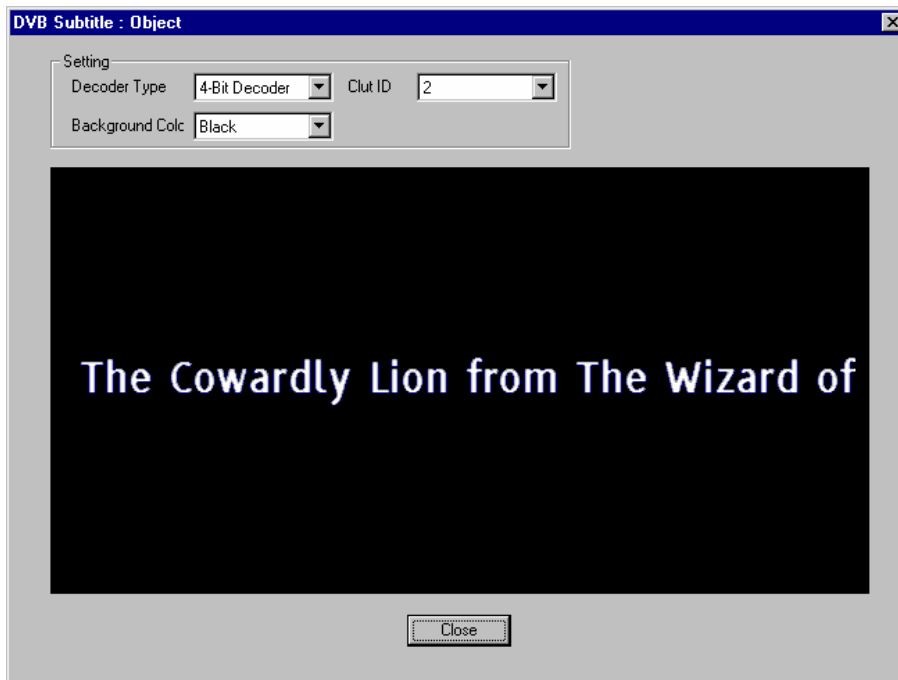 DVB Subtitle : Object
Setting
Decoder Type 4-Bit Decoder Clut ID 2
Background Colc Black
The Cowardly Lion from The Wizard of
Close